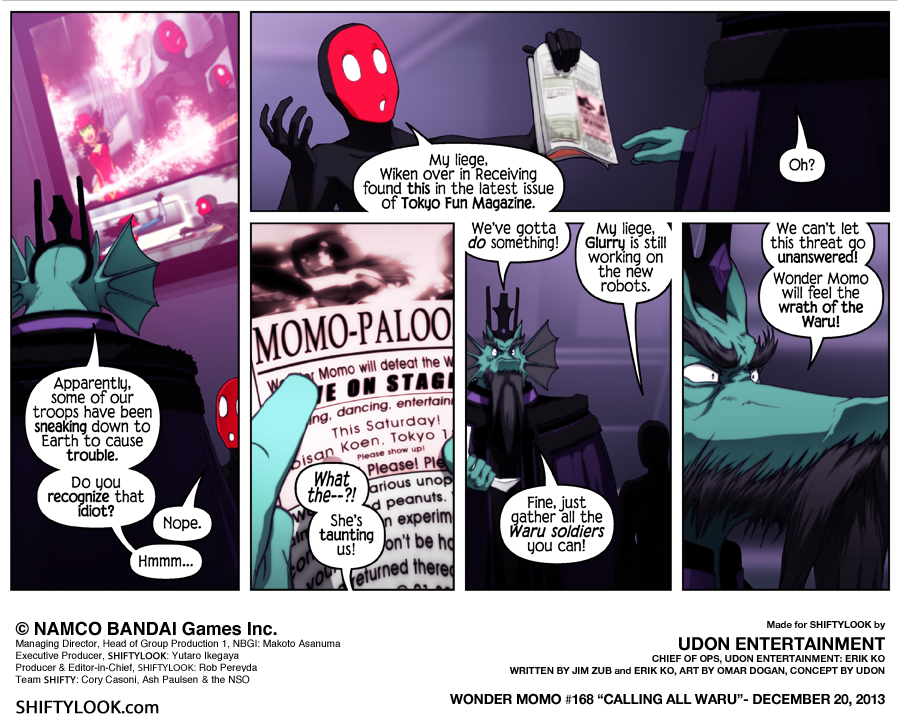 Apparently,
some of our
troops have been
sneaking down to
Earth to cause
trouble.
Do you
recognize that
idiot?
Nope.
Hmmm...
My liege,
Wiken over in Receiving
found this in the latest issue
of Tokyo Fun Magazine.
Oh?
MOMO-PALOO
Momo will defeat the W
E ON STAG
ng, dancing, entertain
This Saturday!
Koen, Tokyo
Please show up!
Please! Ple
arious unop
peanuts.
n experim
on't be ho
you
returned there
What
the--?!
She's
taunting
us!
We've gotta
do something!
My liege,
Glurry is still
working on
the new
robots.
Fine, just
gather all the
Waru soldiers
you can!
We can't let
this threat go
unanswered!
Wonder Momo
will feel the
wrath of the
Waru!
© NAMCO BANDAI Games Inc.
Managing Director, Head of Group Production 1, NBGI: Makoto Asanuma
Executive Producer, SHIFTYLOOK: Yutaro Ikegaya
Producer & Editor-in-Chief, SHIFTYLOOK: Rob Pereyda
Team SHIFTY: Cory Casoni, Ash Paulsen & the NSO
SHIFTYLOOK.com
Made for SHIFTYLOOK by
UDON ENTERTAINMENT
CHIEF OF OPS, UDON ENTERTAINMENT: ERIK KO
WRITTEN BY JIM ZUB and ERIK KO, ART BY OMAR DOGAN, CONCEPT BY UDON
WONDER MOMO #168 “CALLING ALL WARU”- DECEMBER 20, 2013